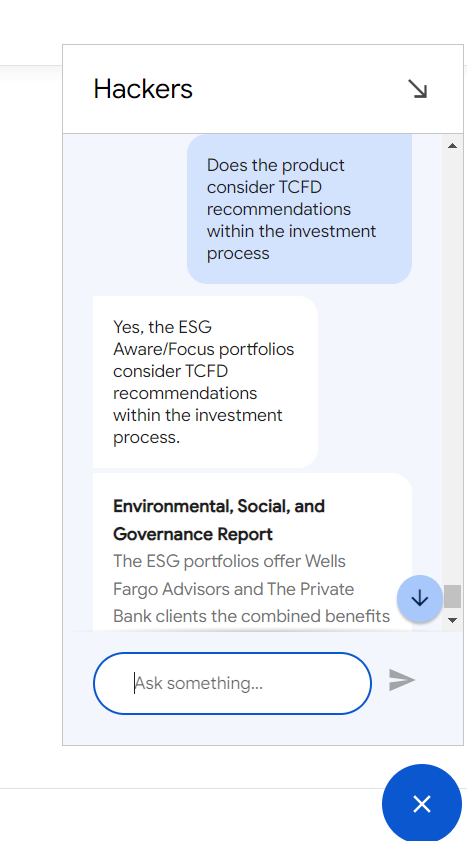 Hackers
Does the product
consider TCFD
recommendations
within the investment
process
Yes, the ESG
Aware/Focus portfolios
consider TCFD
recommendations
within the investment
process.
Environmental, Social, and
Governance Report
The ESG portfolios offer Wells
Fargo Advisors and The Private
Bank clients the combined benefits
Ask something...